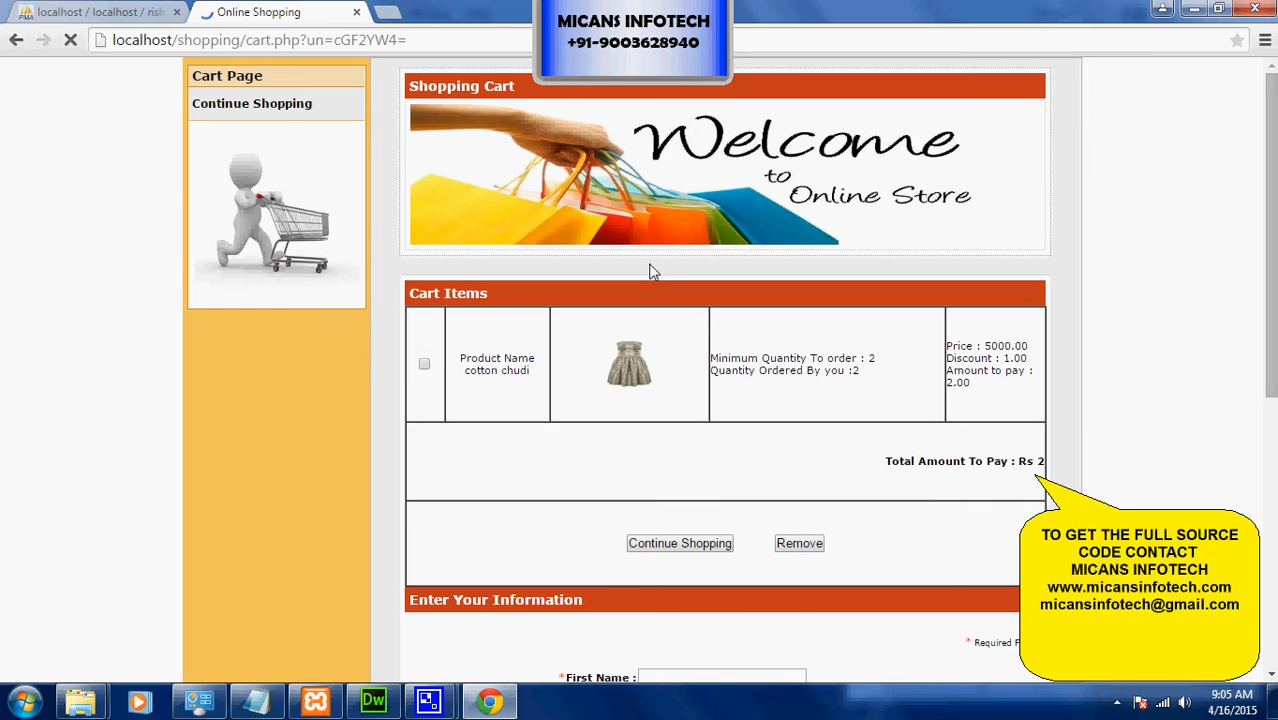 localhost / localhost / rish
Online Shopping
MICANS INFOTECH
+91-9003628940
localhost/shopping/cart.php?un=cGF2YW4=
Cart Page
Continue Shopping
Shopping Cart
Welcome
to
Online Store
Cart Items
Product Name
cotton chudi
Minimum Quantity To order : 2
Quantity Ordered By you :2
Price : 5000.00
Discount : 1.00
Amount to pay :
2.00
Total Amount To Pay : Rs 2
Continue Shopping
Remove
TO GET THE FULL SOURCE
CODE CONTACT
MICANS INFOTECH
www.micansinfotech.com
micansinfotech@gmail.com
Enter Your Information
* Required F
*First Name :
Dw
9:05 AM
4/16/2015